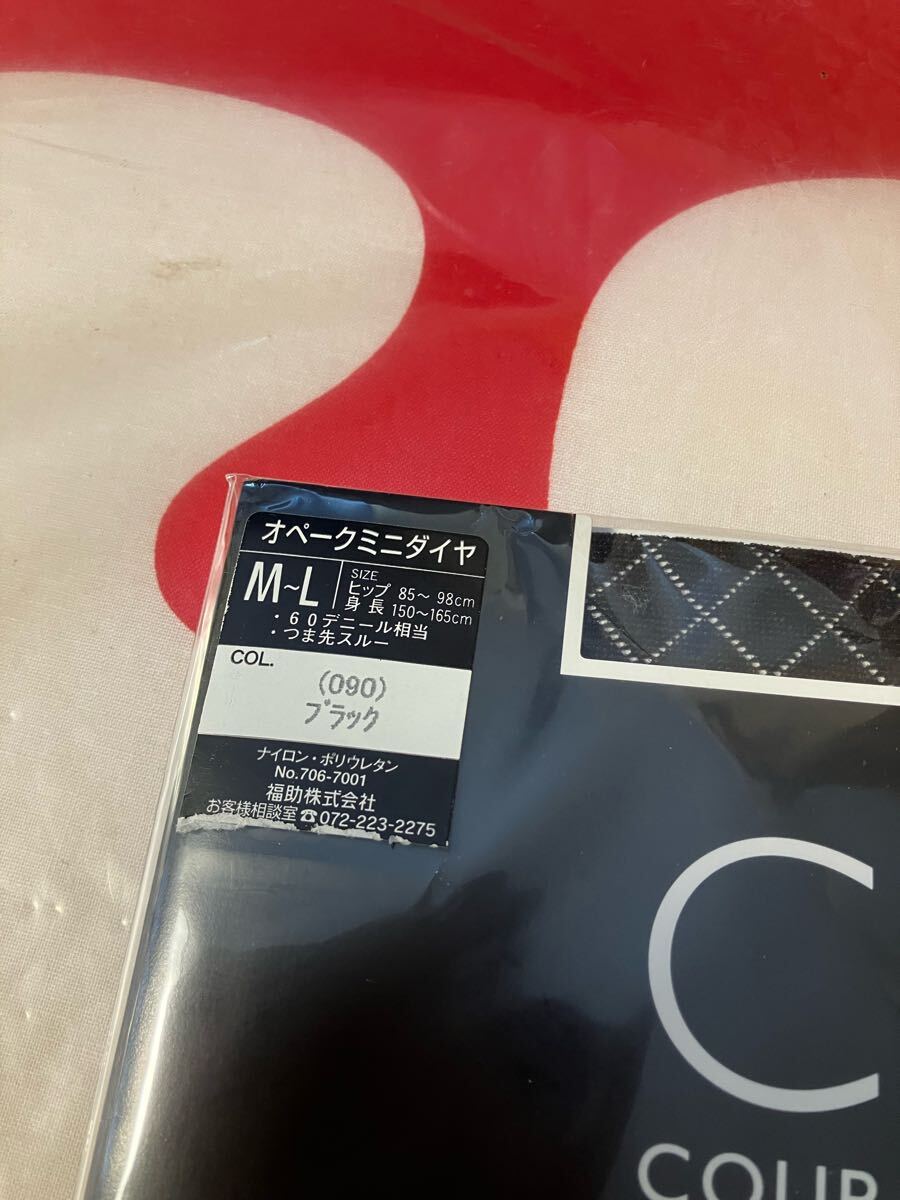 オペークミニダイヤ
M~L
SIZE
ヒップ 85～ 98cm
身長 150～165cm
・60デニール相当
・つま先スルー
COL.
(090)
ブラック
ナイロン・ポリウレタン
No.706-7001
福助株式会社
お客様相談室☎072-223-2275
C
COUR